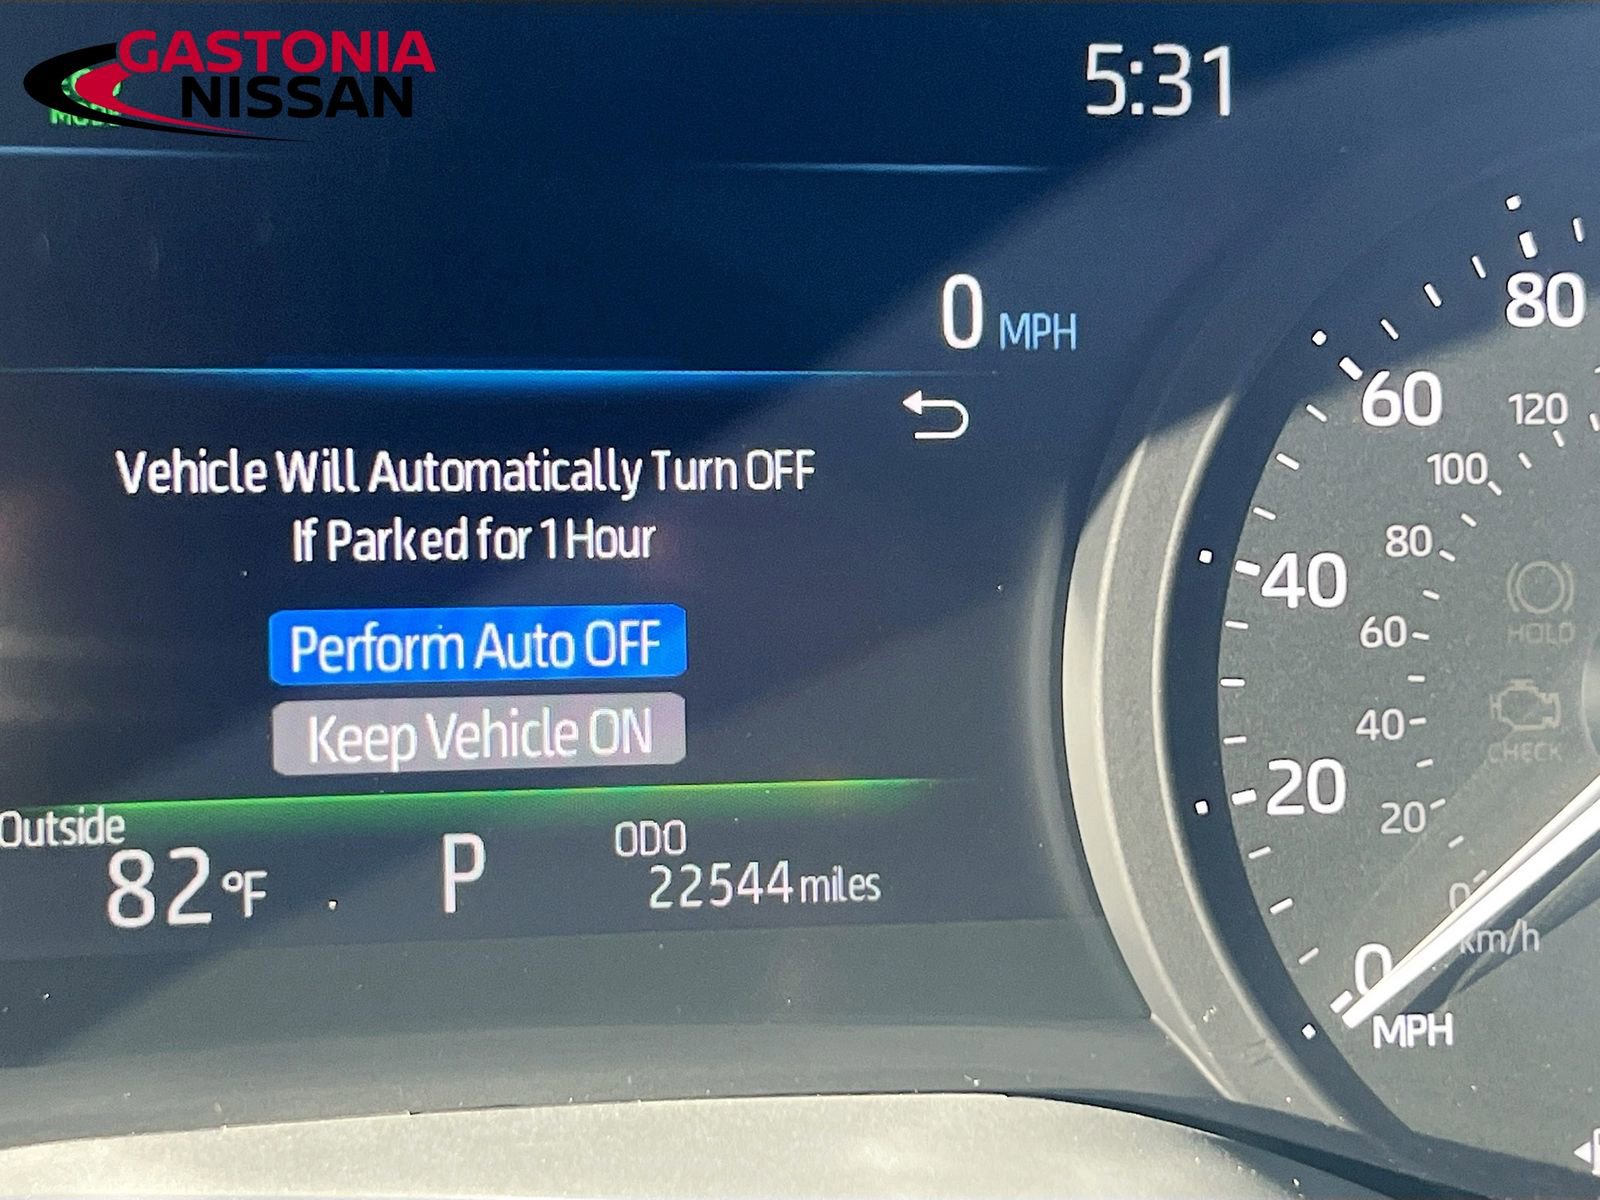 GASTONIA
NISSAN
MODE
5:31
0 MPH
Vehicle Will Automatically Turn OFF
If Parked for 1 Hour
Perform Auto OFF
Keep Vehicle ON
Outside
82 °F
P
ODO
22544 miles
80
60
120
100
40
80
60
HOLD
40
CHECK
20
20
0
km/h
0
MPH